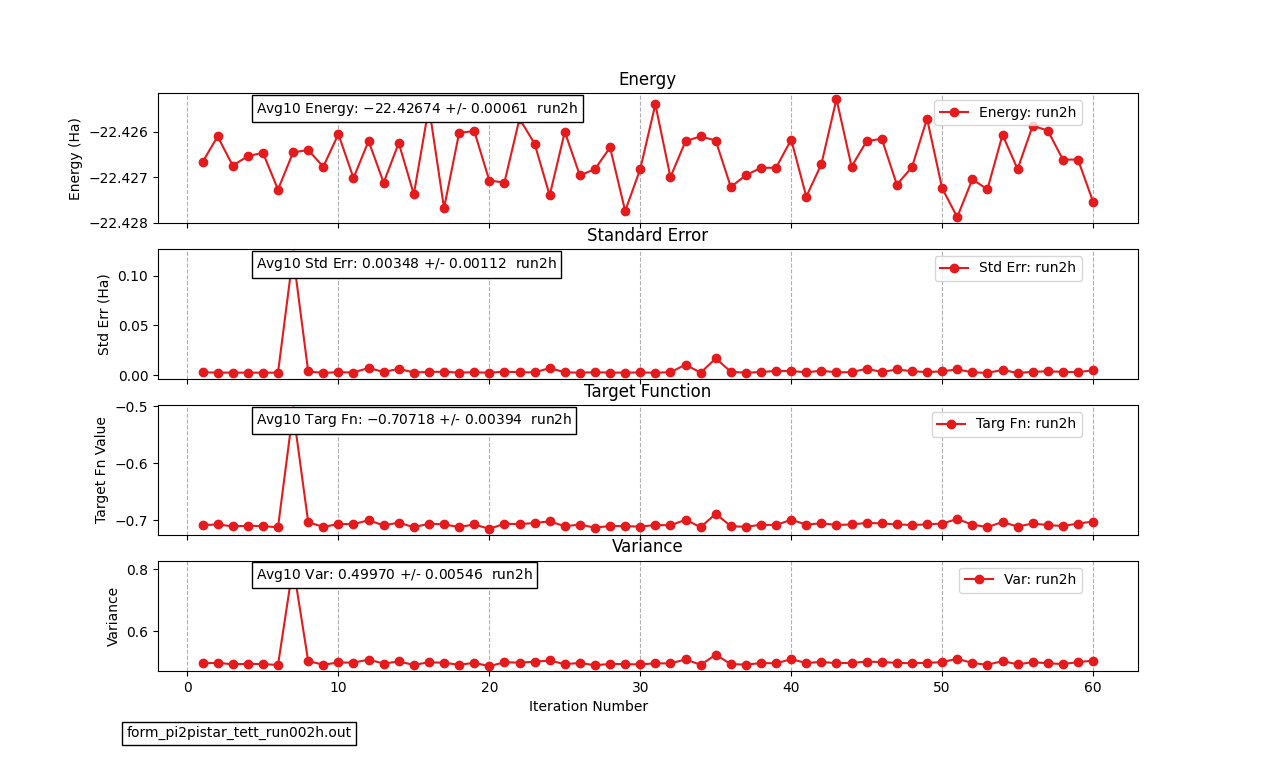 Energy
Avg10 Energy: −22.42674 +/- 0.00061  run2h
Energy: run2h
Energy (Ha)
−22.426
−22.427
−22.428
Standard Error
Avg10 Std Err: 0.00348 +/- 0.00112  run2h
Std Err: run2h
Std Err (Ha)
0.10
0.05
0.00
Target Function
Avg10 Targ Fn: −0.70718 +/- 0.00394  run2h
Targ Fn: run2h
Target Fn Value
−0.5
−0.6
−0.7
Variance
Avg10 Var: 0.49970 +/- 0.00546  run2h
Var: run2h
Variance
0.8
0.6
0 10 20 30 40 50 60
Iteration Number
form_pi2pistar_tett_run002h.out